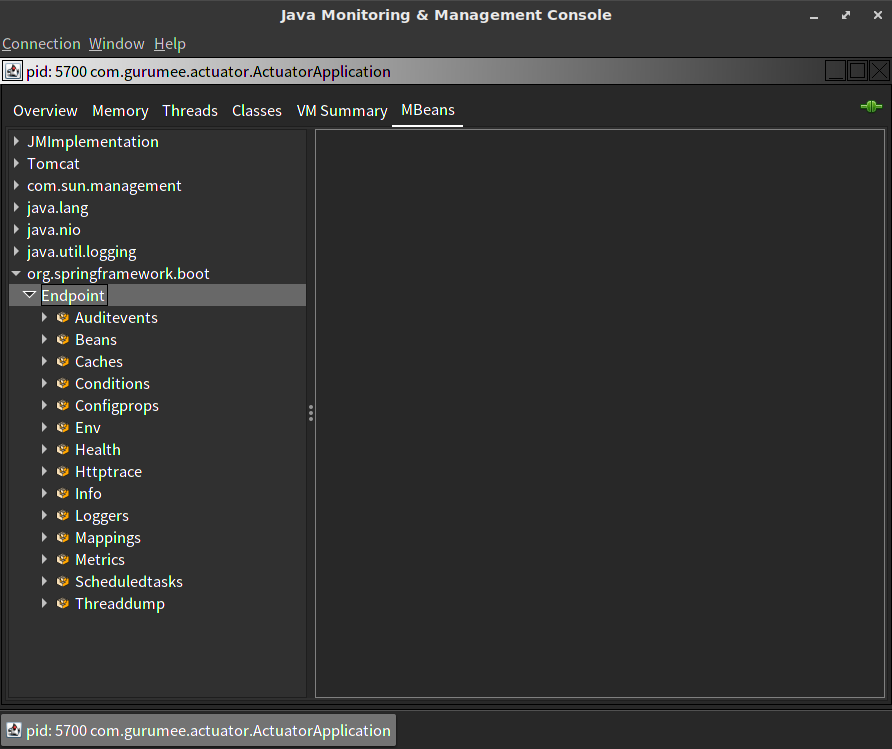 Java Monitoring & Management Console
Connection Window Help
pid: 5700 com.gurumee.actuator.ActuatorApplication
Overview Memory Threads Classes VM Summary MBeans
JMImplementation
Tomcat
com.sun.management
java.lang
java.nio
java.util.logging
org.springframework.boot
Endpoint
Auditevents
Beans
Caches
Conditions
Configprops
Env
Health
Httptrace
Info
Loggers
Mappings
Metrics
Scheduledtasks
Threaddump
pid: 5700 com.gurumee.actuator.ActuatorApplication